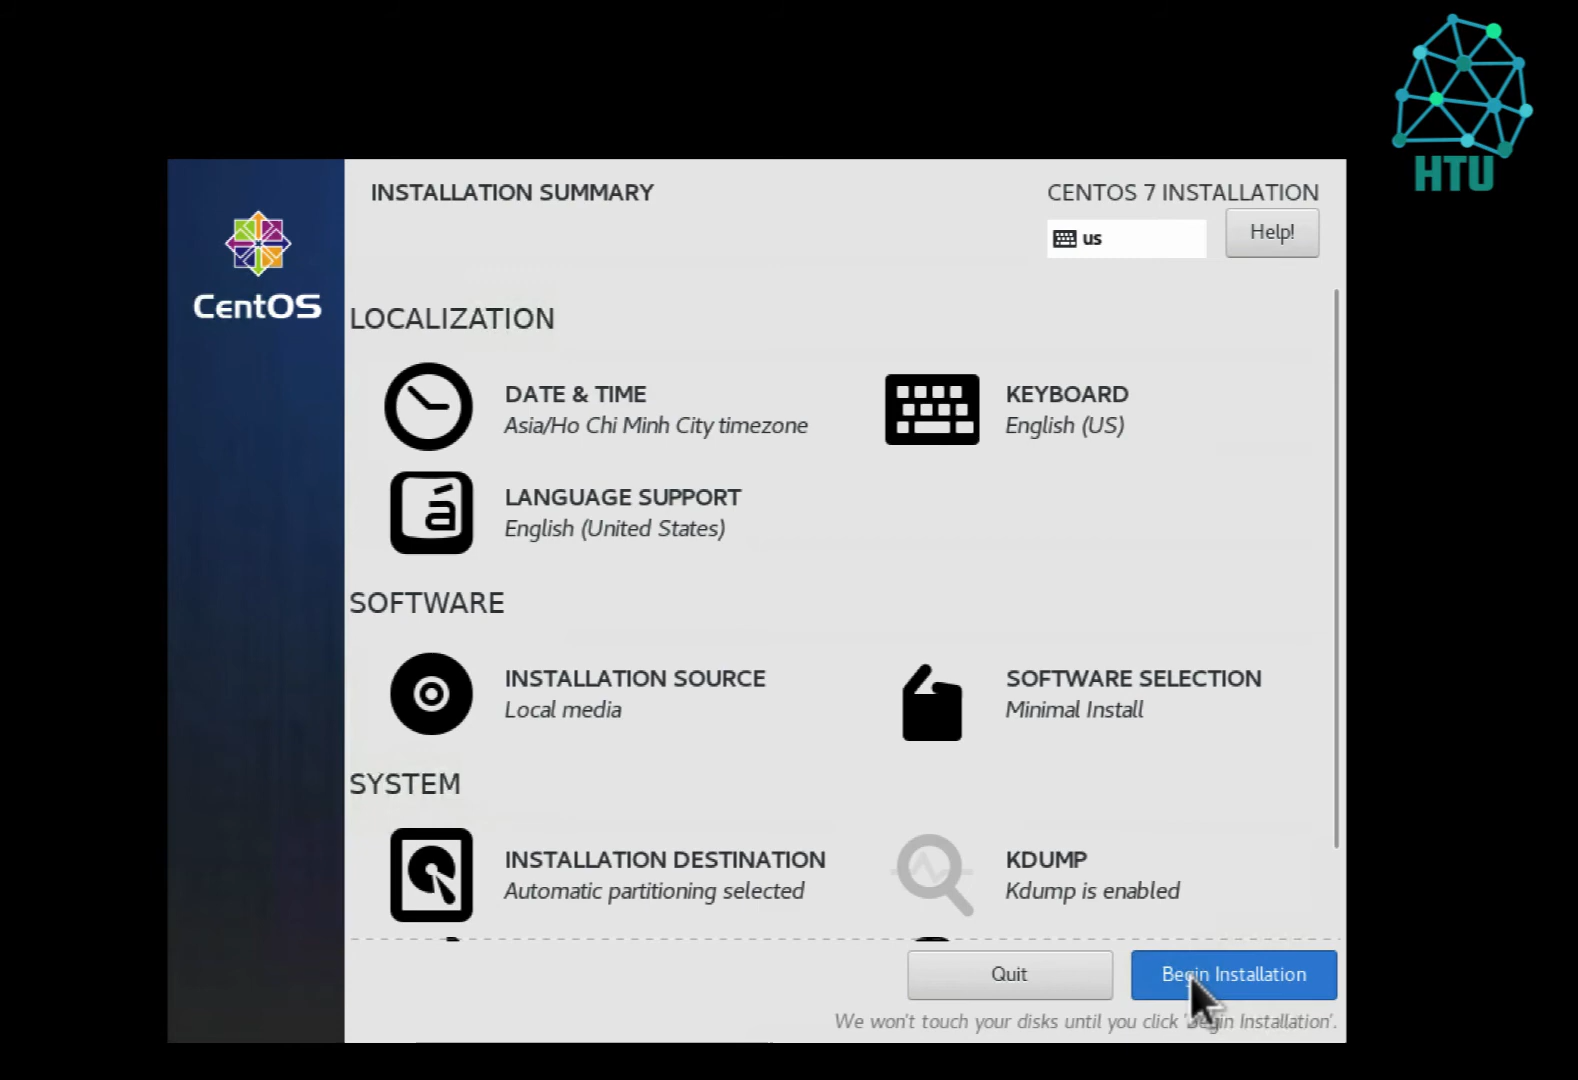 HTU
INSTALLATION SUMMARY
CENTOS 7 INSTALLATION
us
Help!
CentOS
LOCALIZATION
DATE & TIME
Asia/Ho Chi Minh City timezone
KEYBOARD
English (US)
á
LANGUAGE SUPPORT
English (United States)
SOFTWARE
INSTALLATION SOURCE
Local media
SOFTWARE SELECTION
Minimal Install
SYSTEM
INSTALLATION DESTINATION
Automatic partitioning selected
KDUMP
Kdump is enabled
Quit
Begin Installation
We won't touch your disks until you click 'Begin Installation'.